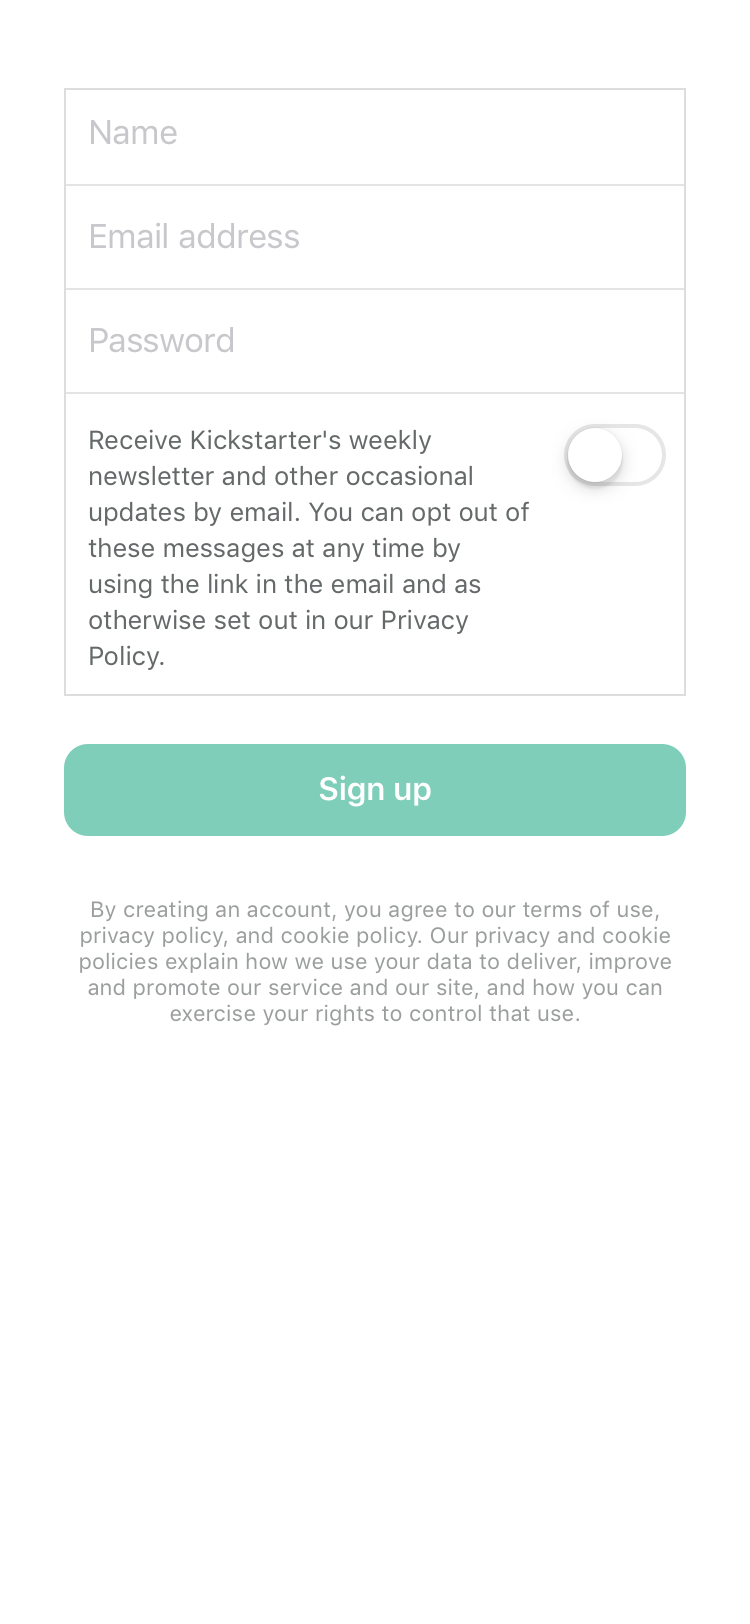 Name
Email address
Password
Receive Kickstarter's weekly
newsletter and other occasional
updates by email. You can opt out of
these messages at any time by
using the link in the email and as
otherwise set out in our Privacy
Policy.
Sign up
By creating an account, you agree to our terms of use,
privacy policy, and cookie policy. Our privacy and cookie
policies explain how we use your data to deliver, improve
and promote our service and our site, and how you can
exercise your rights to control that use.